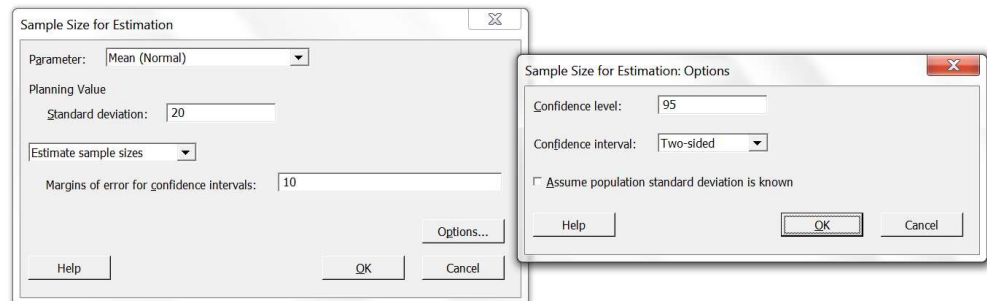 Sample Size for Estimation
Parameter: Mean (Normal)
Planning Value
Standard deviation: 20
Estimate sample sizes
Margins of error for confidence intervals: 10
Options...
Help OK Cancel
Sample Size for Estimation: Options
Confidence level: 95
Confidence interval: Two-sided
Assume population standard deviation is known
Help OK Cancel